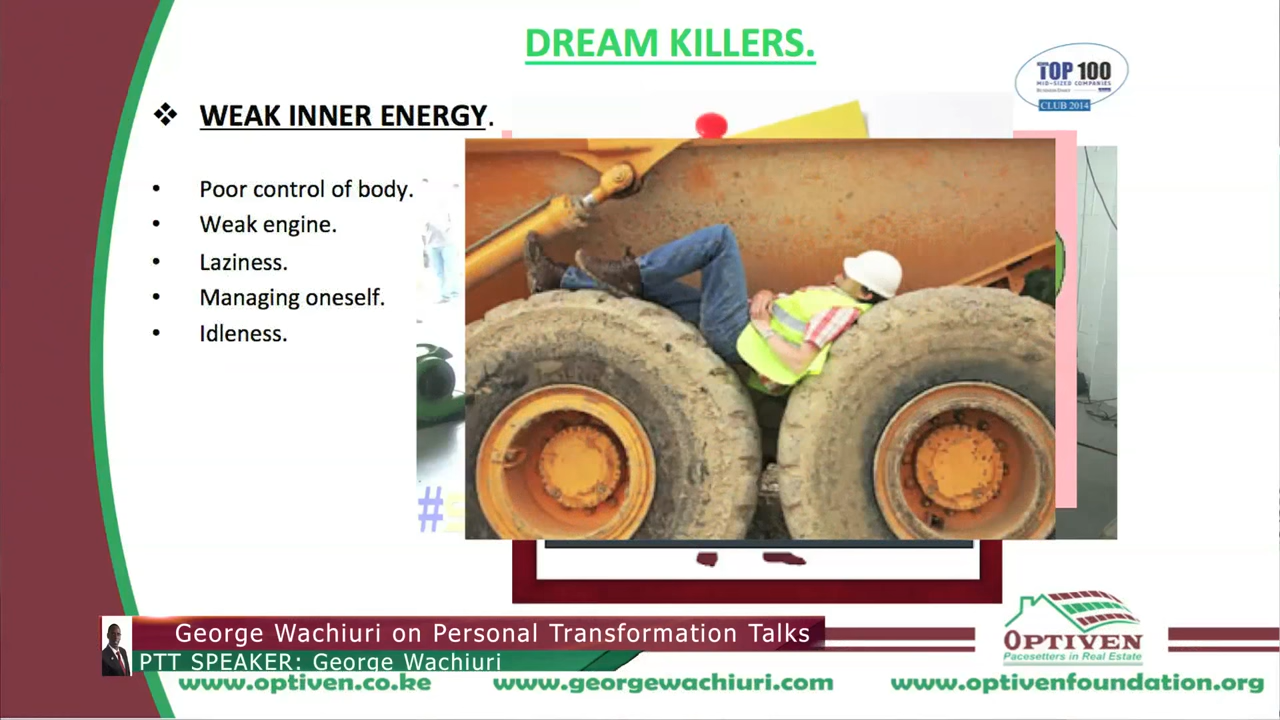 DREAM KILLERS.
TOP 100
MID-SIZED COMPANIES
CLUB 2014
❖ WEAK INNER ENERGY.
• Poor control of body.
• Weak engine.
• Laziness.
• Managing oneself.
• Idleness.
#
George Wachiuri on Personal Transformation Talks
PTT SPEAKER: George Wachiuri
OPTIVEN
Pacesetters in Real Estate
www.optiven.co.ke www.georgewachiuri.com www.optivenfoundation.org